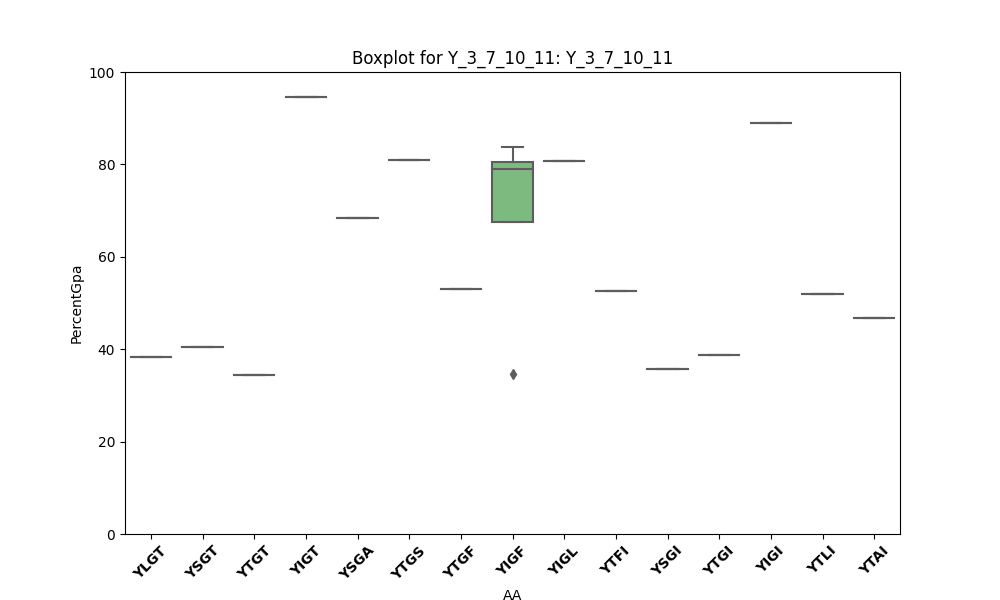 Boxplot for Y_3_7_10_11: Y_3_7_10_11
100
80
60
40
20
0
PercentGpa
YLGT
YSGT
YTGT
YIGT
YSGA
YTGS
YTGF
YIGF
YIGL
YTFI
YSGI
YTGI
YIGI
YTLI
YTAI
AA